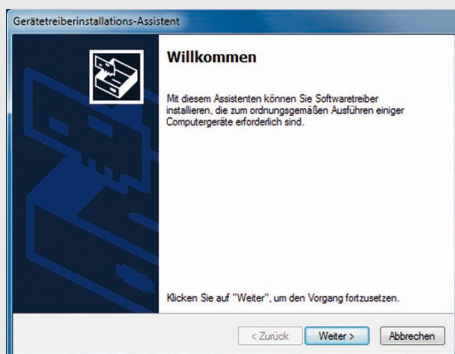 Gerätetreiberinstallations-Assistent
Willkommen
Mit diesem Assistenten können Sie Softwaretreiber
installieren, die zum ordnungsgemäßen Ausführen einiger
Computergeräte erforderlich sind.
Klicken Sie auf "Weiter", um den Vorgang fortzusetzen.
< Zurück
Weiter >
Abbrechen